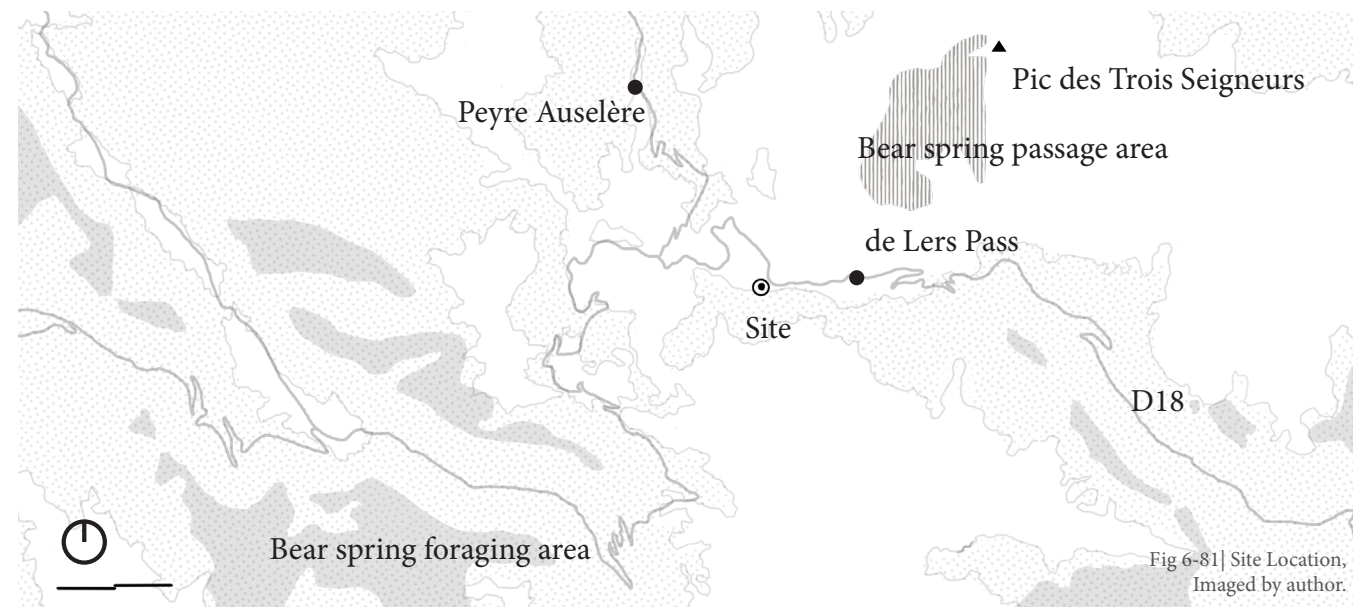 Pic des Trois Seigneurs
Peyre Auselère
Bear spring passage area
de Lers Pass
Site
D18
Bear spring foraging area
Fig 6-81| Site Location,
Imaged by author.